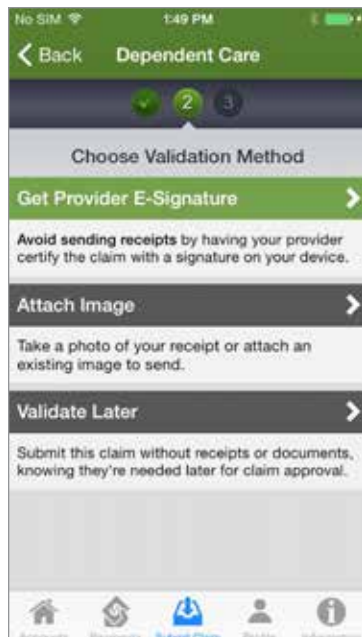 No SIM 1:49 PM
Back Dependent Care
2 3
Choose Validation Method
Get Provider E-Signature
Avoid sending receipts by having your provider
certify the claim with a signature on your device.
Attach Image
Take a photo of your receipt or attach an
existing image to send.
Validate Later
Submit this claim without receipts or documents,
knowing they're needed later for claim approval.